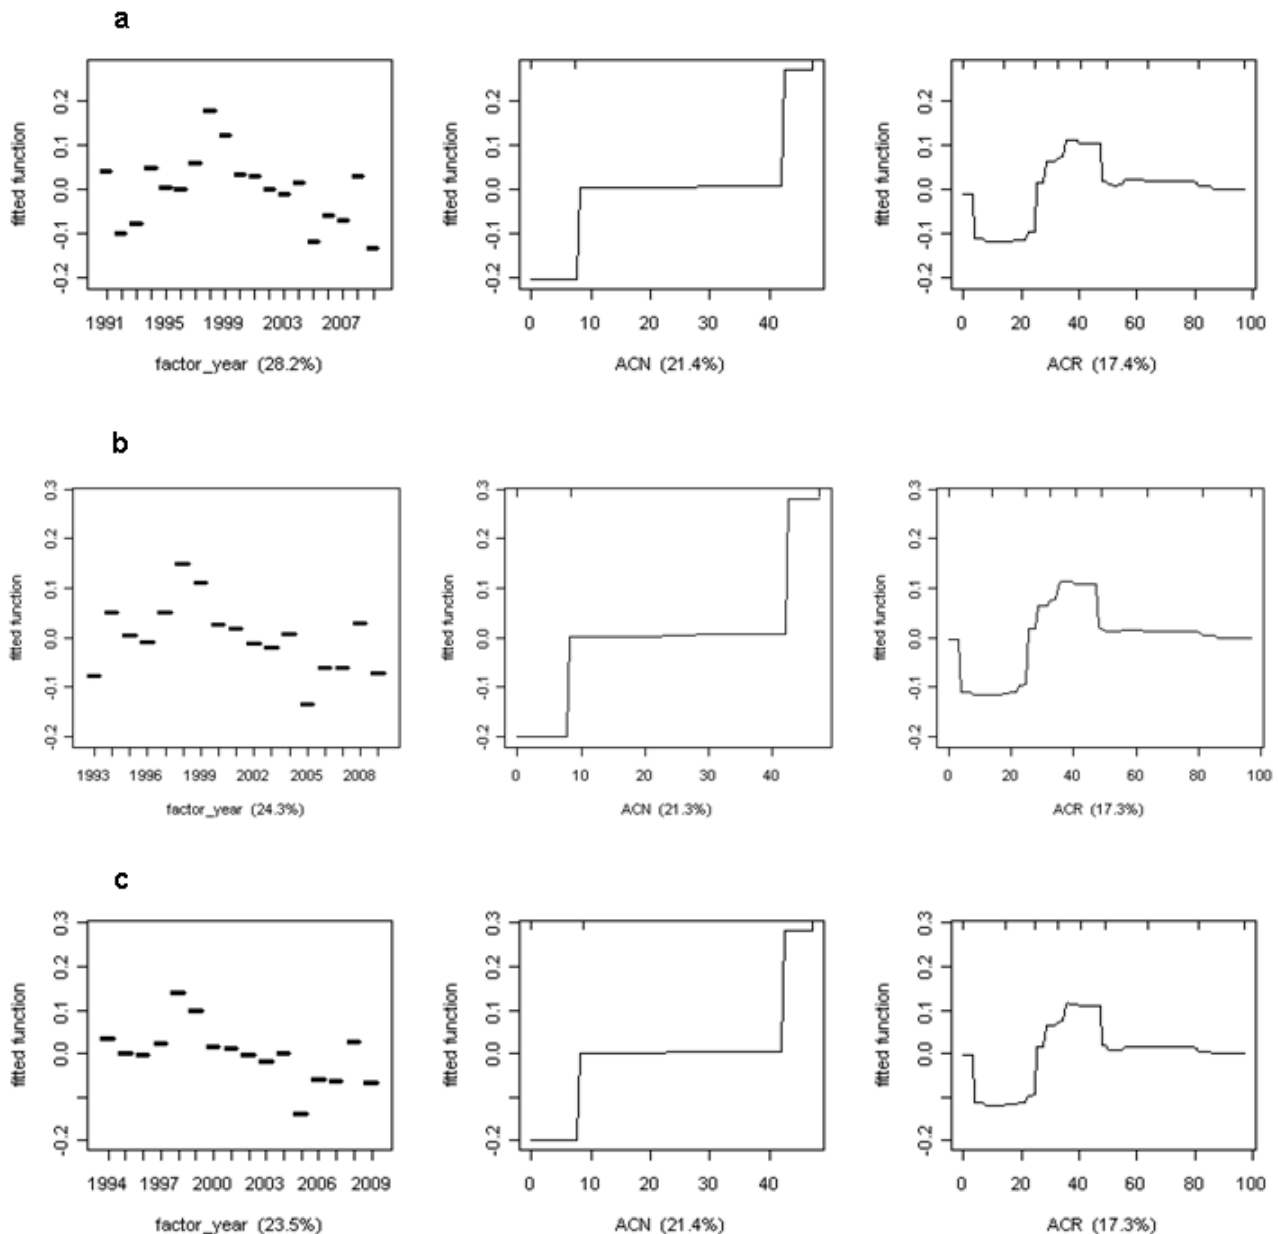 a
fitted function
-0.2 -0.1 0.0 0.1 0.2
1991 1995 1999 2003 2007
factor_year (28.2%)
fitted function
-0.2 -0.1 0.0 0.1 0.2
0 10 20 30 40
ACN (21.4%)
fitted function
-0.2 -0.1 0.0 0.1 0.2
0 20 40 60 80 100
ACR (17.4%)
b
fitted function
-0.2 -0.1 0.0 0.1 0.2 0.3
1993 1996 1999 2002 2005 2008
factor_year (24.3%)
fitted function
-0.2 -0.1 0.0 0.1 0.2 0.3
0 10 20 30 40
ACN (21.3%)
fitted function
-0.2 -0.1 0.0 0.1 0.2 0.3
0 20 40 60 80 100
ACR (17.3%)
c
fitted function
-0.2 0.0 0.1 0.2 0.3
1994 1997 2000 2003 2006 2009
factor_year (23.5%)
fitted function
-0.2 0.0 0.1 0.2 0.3
0 10 20 30 40
ACN (21.4%)
fitted function
-0.2 0.0 0.1 0.2 0.3
0 20 40 60 80 100
ACR (17.3%)